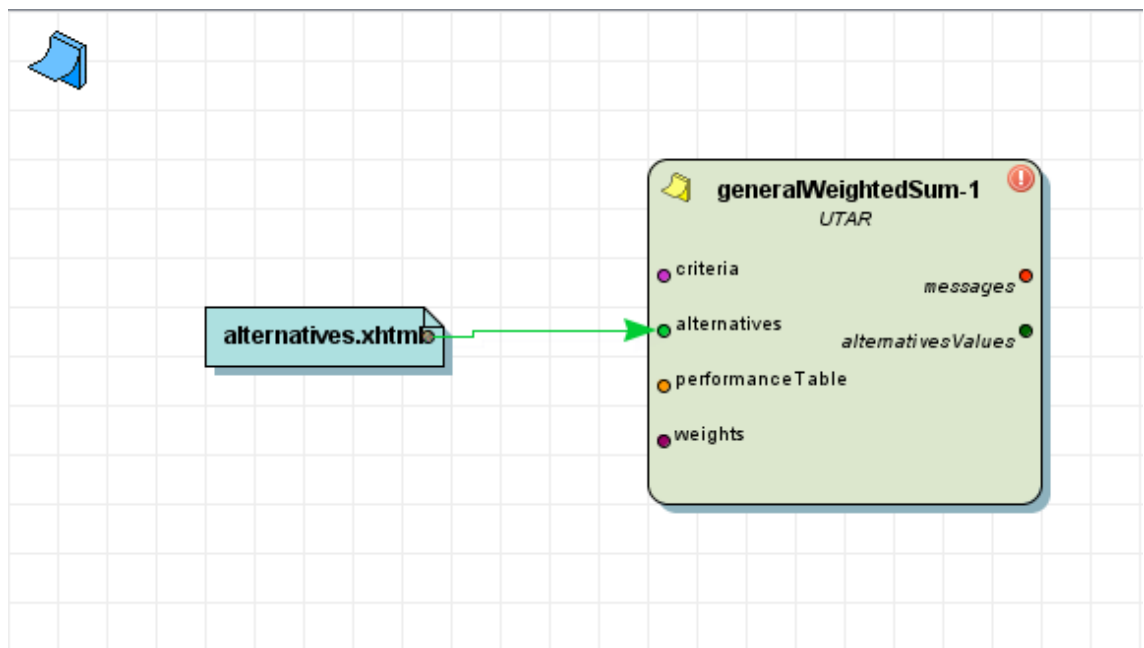 generalWeightedSum-1
UTAR
criteria
messages
alternatives.xhtml
alternatives
alternativesValues
performanceTable
weights